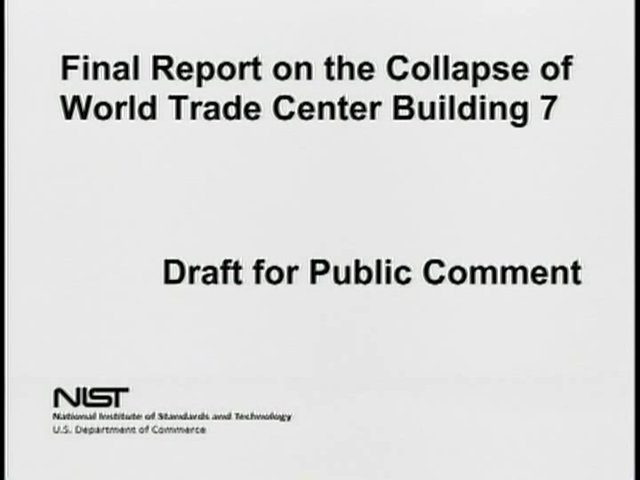 Final Report on the Collapse of
World Trade Center Building 7
Draft for Public Comment
NIST
National Institute of Standards and Technology
U.S. Department of Commerce